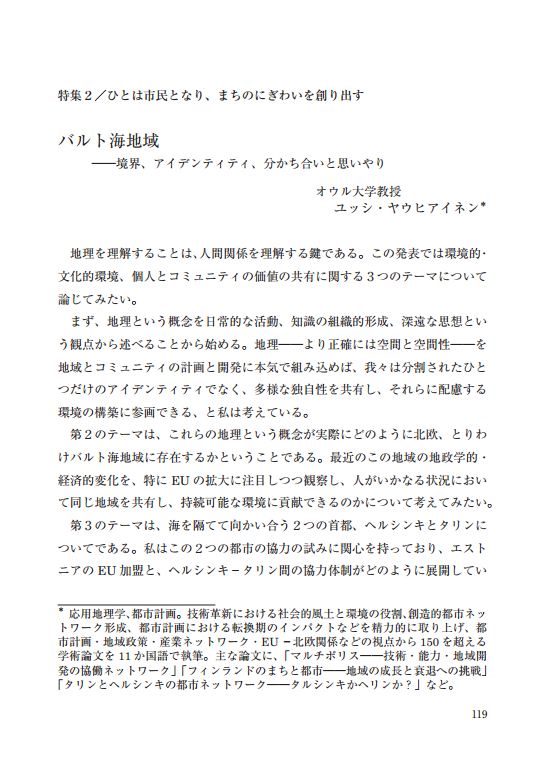 特集2／ひとは市民となり、まちのにぎわいを創り出す
バルト海地域
――境界、アイデンティティ、分かち合いと思いやり
オウル大学教授
ユッシ・ヤウヒアイネン*
地理を理解することは、人間関係を理解する鍵である。この発表では環境的・
文化的環境、個人とコミュニティの価値の共有に関する3つのテーマについて
論じてみたい。
まず、地理という概念を日常的な活動、知識の組織的形成、深遠な思想とい
う観点から述べることから始める。地理――より正確には空間と空間性――を
地域とコミュニティの計画と開発に本気で組み込めば、我々は分割されたひと
つだけのアイデンティティでなく、多様な独自性を共有し、それらに配慮する
環境の構築に参画できる、と私は考えている。
第2のテーマは、これらの地理という概念が実際にどのように北欧、とりわ
けバルト海地域に存在するかということである。最近のこの地域の地政学的・
経済的変化を、特にEUの拡大に注目しつつ観察し、人がいかなる状況におい
て同じ地域を共有し、持続可能な環境に貢献できるのかについて考えてみたい。
第3のテーマは、海を隔てて向かい合う2つの首都、ヘルシンキとタリンに
ついてである。私はこの2つの都市の協力の試みに関心を持っており、エスト
ニアのEU加盟と、ヘルシンキ－タリン間の協力体制がどのように展開してい
* 応用地理学、都市計画。技術革新における社会的風土と環境の役割、創造的都市ネッ
トワーク形成、都市計画における転換期のインパクトなどを精力的に取り上げ、都
市計画・地域政策・産業ネットワーク・EU－北欧関係などの視点から150を超える
学術論文を11か国語で執筆。主な論文に、「マルチポリス――技術・能力・地域開
発の協働ネットワーク」「フィンランドのまちと都市――地域の成長と衰退への挑戦」
「タリンとヘルシンキの都市ネットワーク――タルシンキかヘリンか？」など。
119